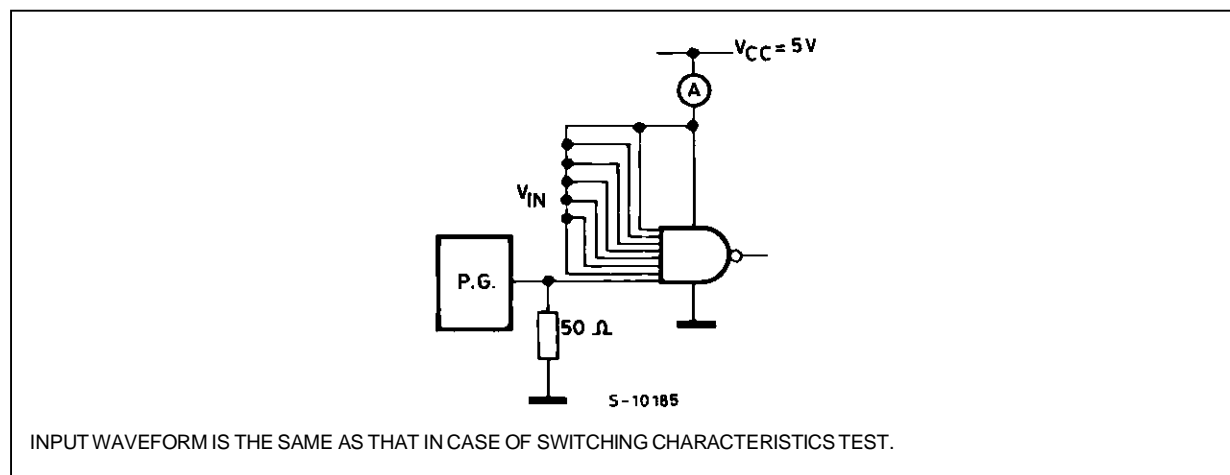 VCC = 5V
A
VIN
P.G.
50 Ω
S-10185
INPUT WAVEFORM IS THE SAME AS THAT IN CASE OF SWITCHING CHARACTERISTICS TEST.